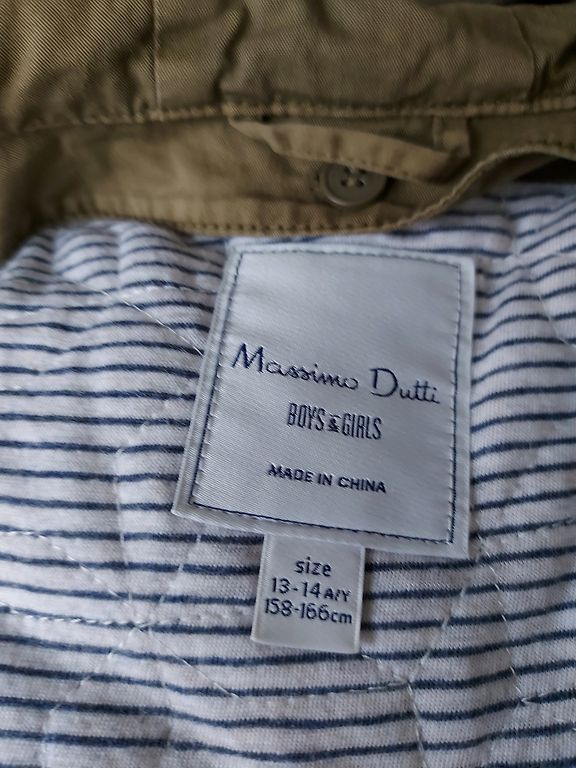 Massimo Dutti
BOYS & GIRLS
MADE IN CHINA
size
13-14 A/Y
158-166cm